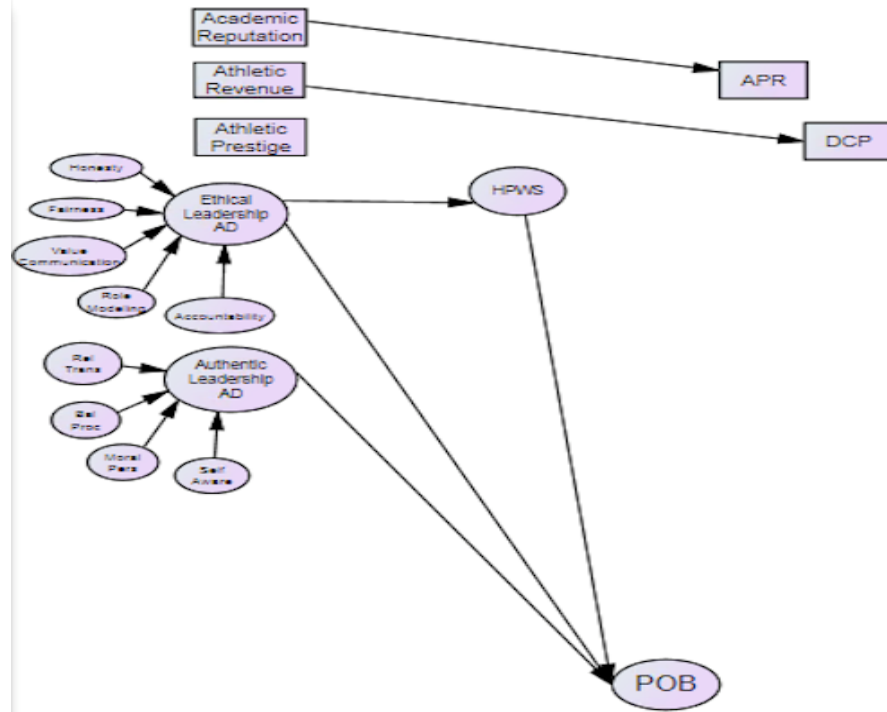 Academic
Reputation
APR
Athletic
Revenue
DCP
Athletic
Prestige
Honesty
Fairness
Value
Communication
Role
Modeling
Accountability
Ethical
Leadership
AD
HPWS
Rel
Trans
Bal
Proc
Moral
Pers
Self
Aware
Authentic
Leadership
AD
POB